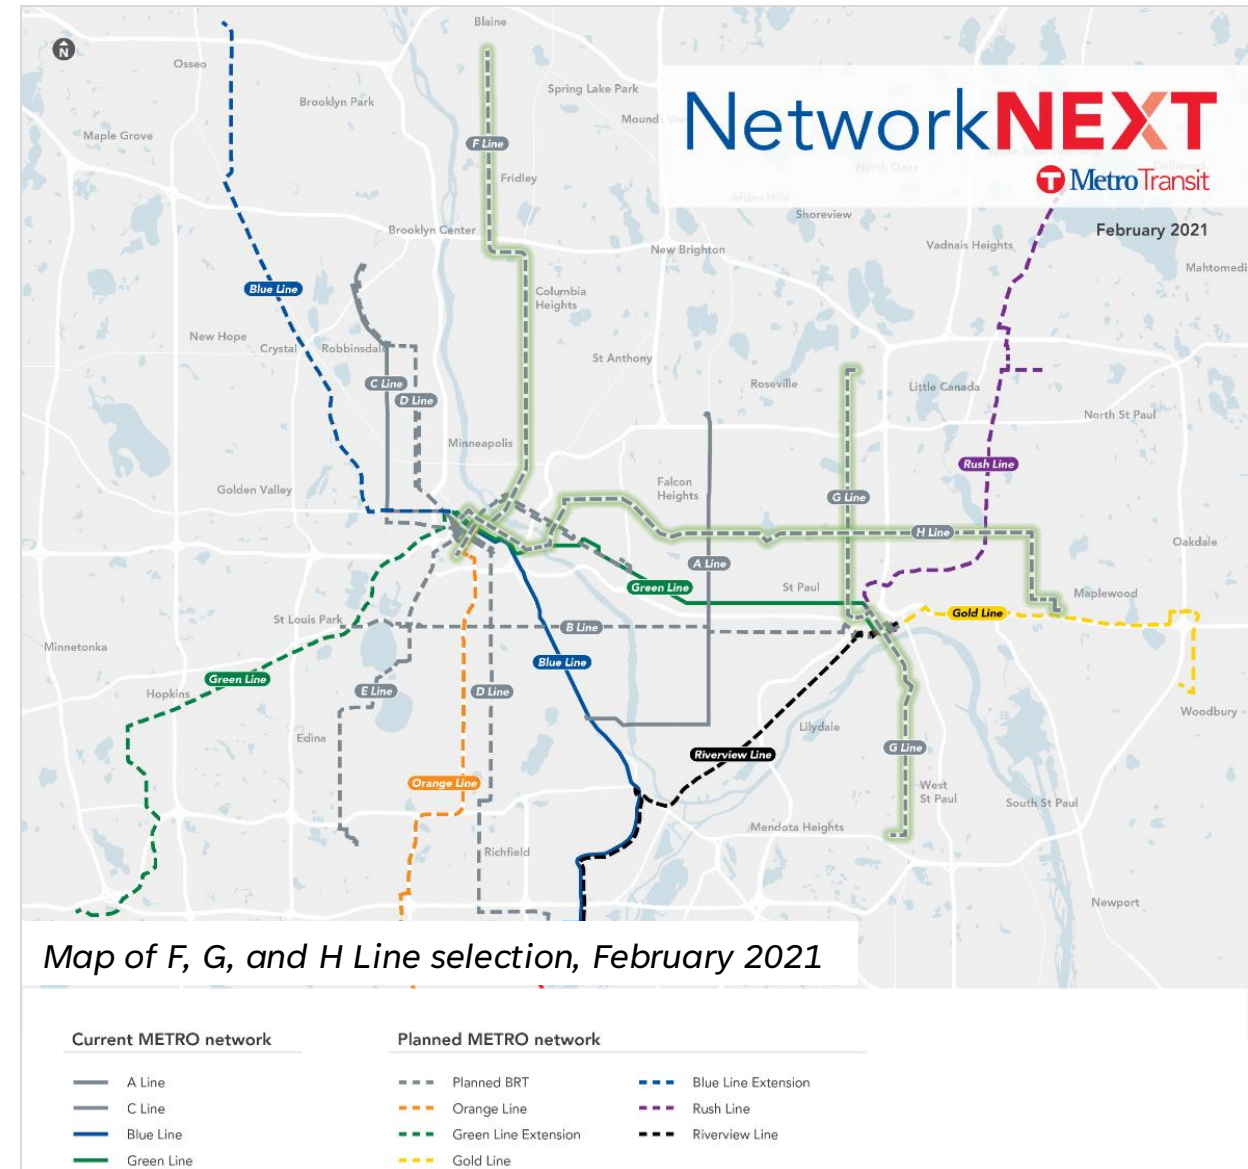 N
Blaine
Osseo
Spring Lake Park
Brooklyn Park
NetworkNEXT
Mound
Maple Grove
F Line
North Oaks
Fridley
T MetroTransit
Arden Hills
Shoreview
February 2021
Brooklyn Center
New Brighton
Vadnais Heights
Mahtomedi
Blue Line
Columbia
Heights
New Hope
Crystal
Robbinsdale
St Anthony
C Line
Roseville
Little Canada
D Line
North St Paul
Minneapolis
Rush Line
Golden Valley
Falcon
Heights
G Line
H Line
Oakdale
A Line
Green Line
St Paul
Maplewood
Gold Line
St Louis Park
B Line
Minnetonka
Blue Line
Green Line
Hopkins
E Line
D Line
Woodbury
Lilydale
Edina
G Line
Riverview Line
Orange Line
West
St Paul
South St Paul
Mendota Heights
Richfield
Newport
Map of F, G, and H Line selection, February 2021
Current METRO network
A Line
C Line
Blue Line
Green Line
Planned METRO network
Planned BRT
Orange Line
Green Line Extension
Gold Line
Blue Line Extension
Rush Line
Riverview Line